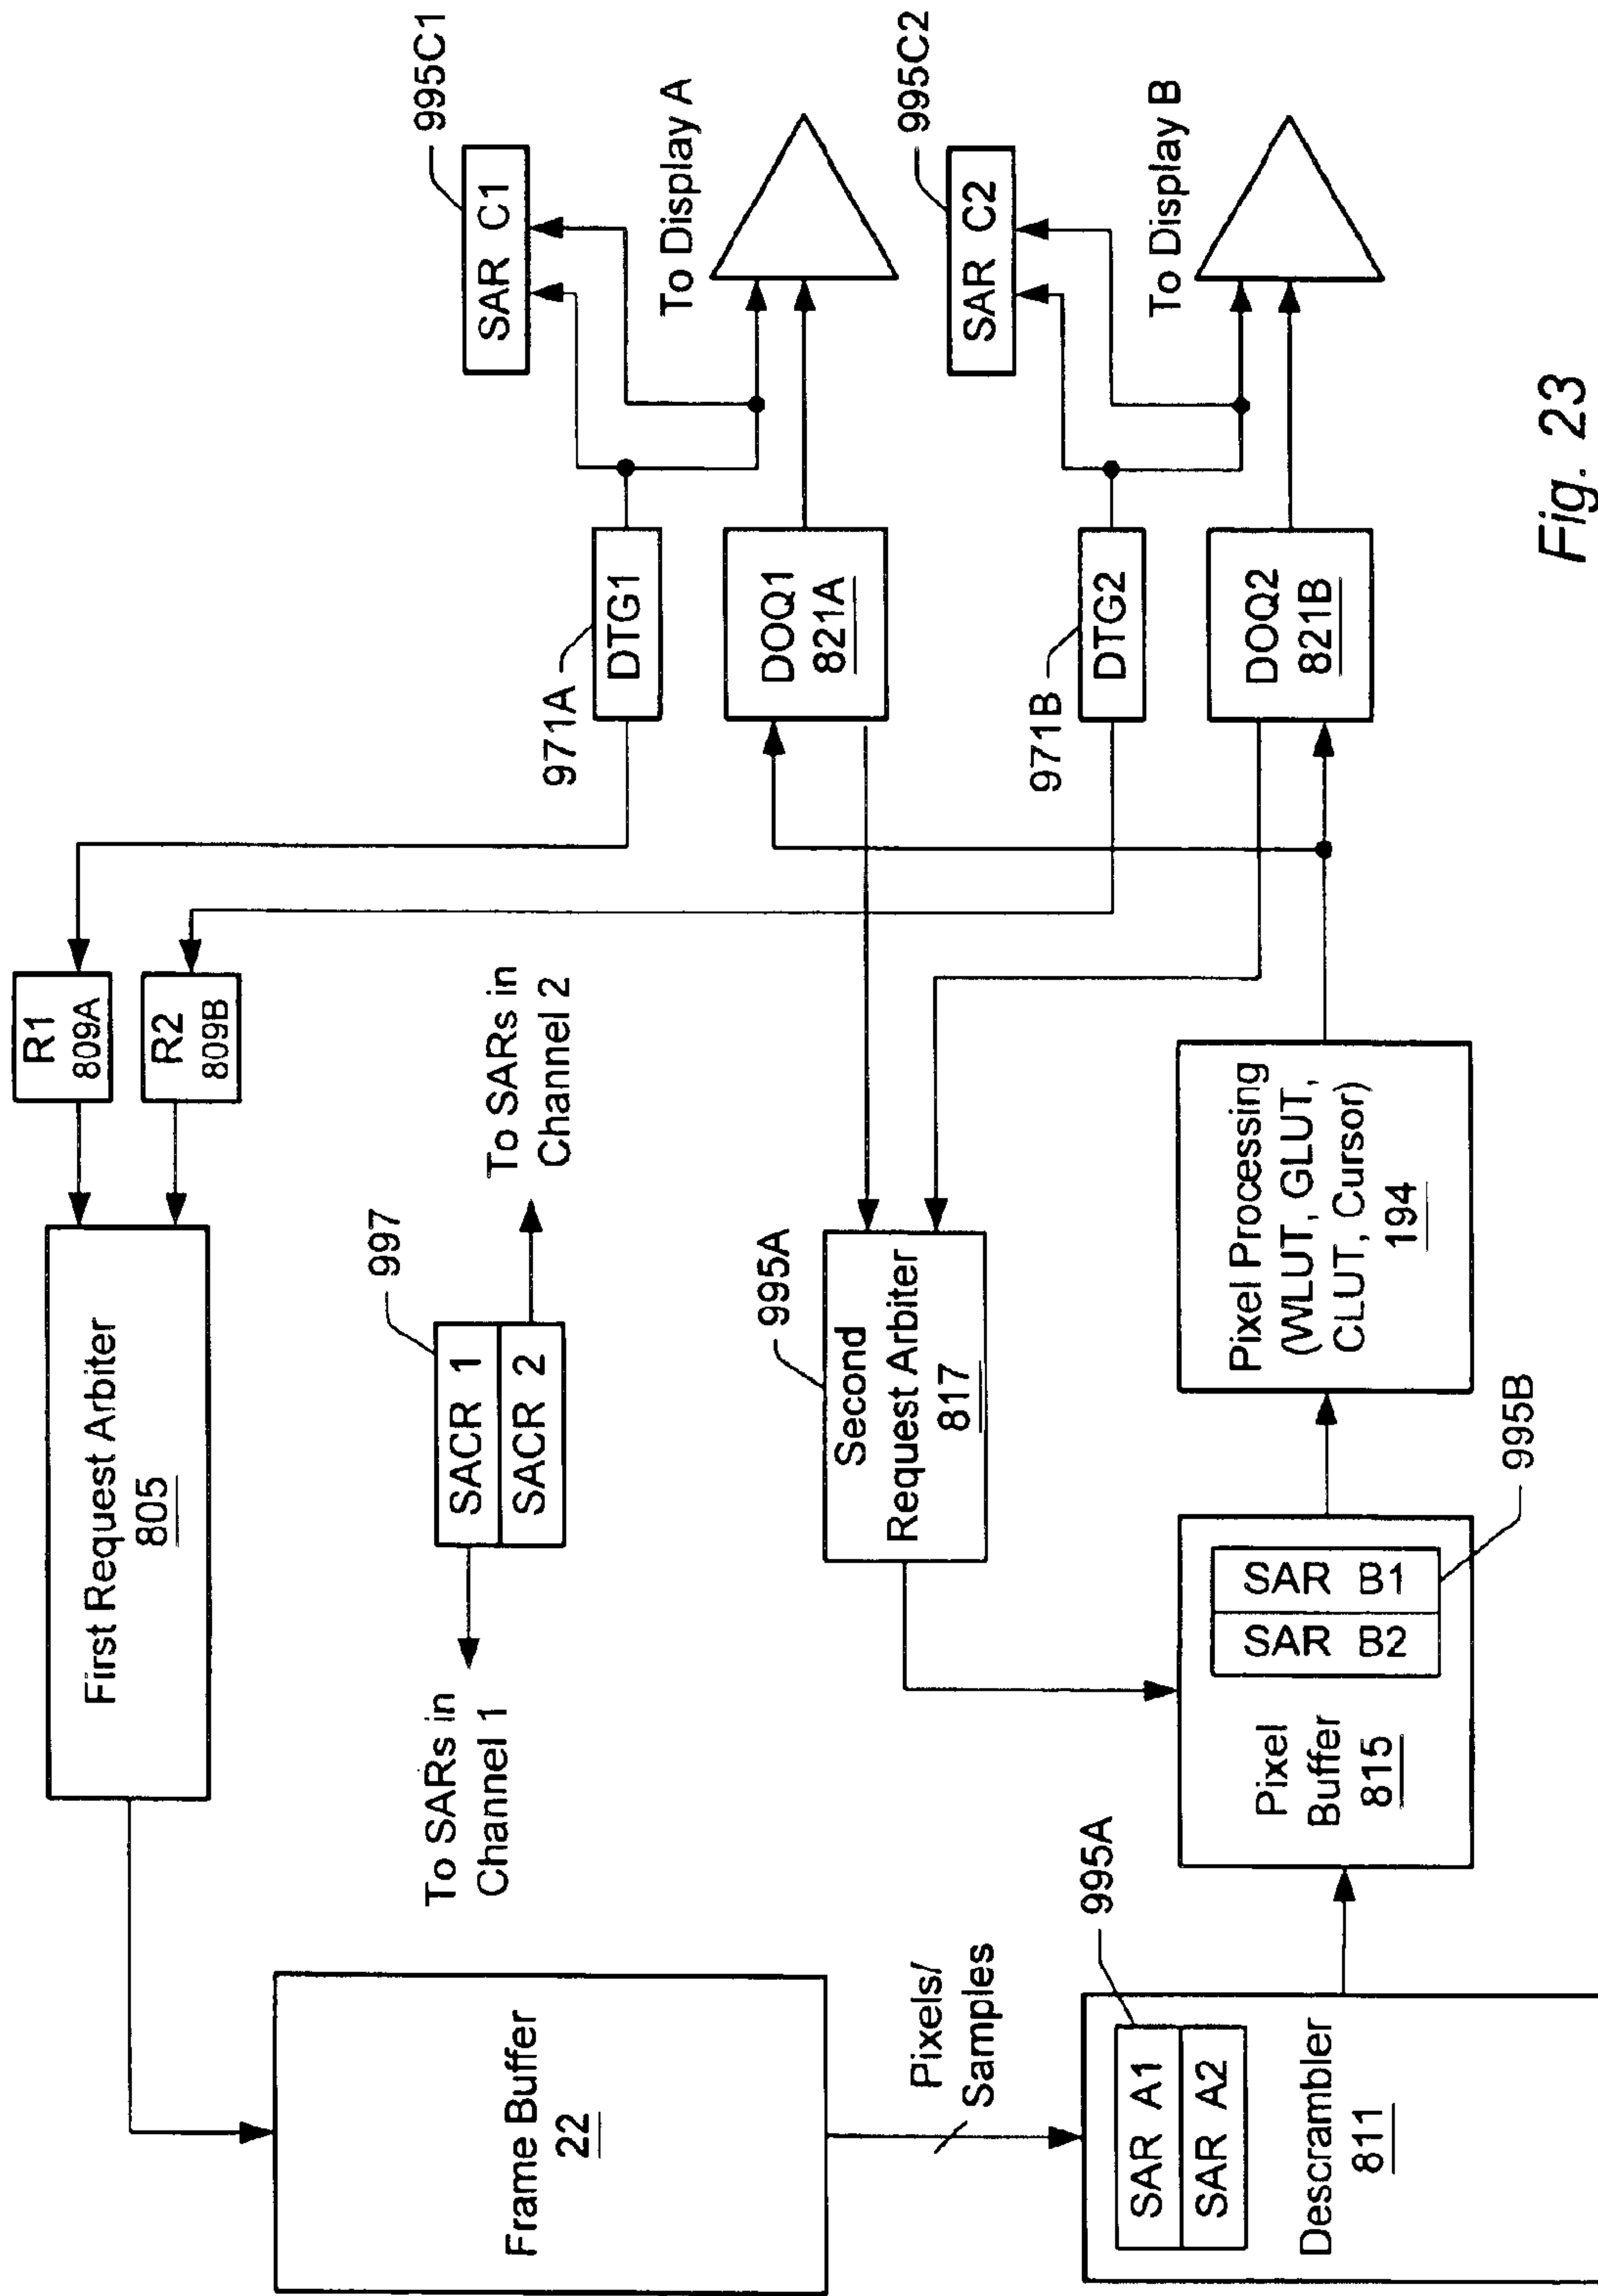 First Request Arbiter
805
R1
809A
R2
809B
Frame Buffer
22
To SARs in
Channel 1
SACR 1
SACR 2
997
To SARs in
Channel 2
971A
DTG1
995C1
SAR C1
To Display A
DOQ1
821A
Pixels/
Samples
995A
Second
Request Arbiter
817
971B
DTG2
995C2
SAR C2
To Display B
DOQ2
821B
995A
SAR A1
SAR A2
Descrambler
811
Pixel
Buffer
815
SAR B1
SAR B2
995B
Pixel Processing
(WLUT, GLUT,
CLUT, Cursor)
194
Fig. 23